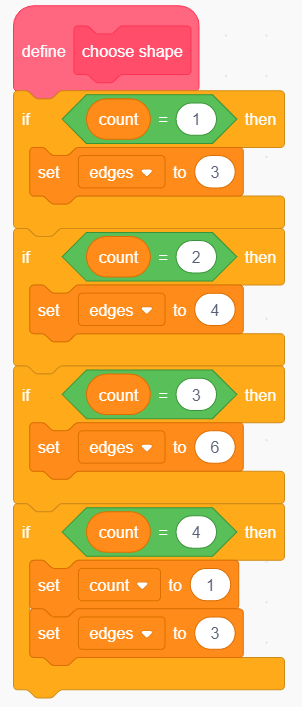 define choose shape
if count = 1 then
set edges to 3
if count = 2 then
set edges to 4
if count = 3 then
set edges to 6
if count = 4 then
set count to 1
set edges to 3